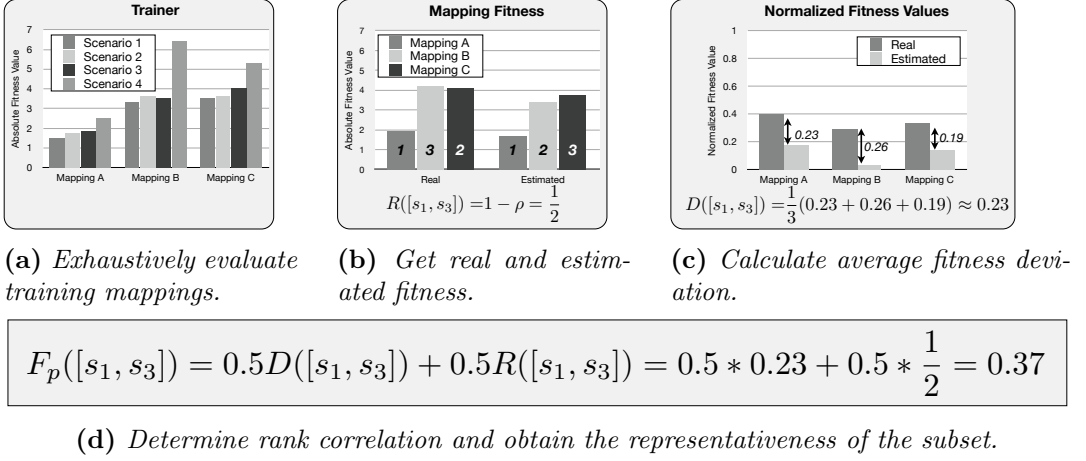 Trainer
Absolute Fitness Value
7
6
5
4
3
2
1
0
Scenario 1
Scenario 2
Scenario 3
Scenario 4
Mapping A Mapping B Mapping C
Mapping Fitness
Absolute Fitness Value
7
6
5
4
3
2
1
0
Mapping A
Mapping B
Mapping C
1 3 2 1 2 3
Real Estimated
R([s₁, s₃]) =1 − ρ = 1/2
Normalized Fitness Values
Normalized Fitness Value
1
0.8
0.6
0.4
0.2
0
Real
Estimated
0.23 0.26 0.19
Mapping A Mapping B Mapping C
D([s₁, s₃]) = 1/3 (0.23 + 0.26 + 0.19) ≈ 0.23
(a) Exhaustively evaluate
training mappings.
(b) Get real and estim-
ated fitness.
(c) Calculate average fitness devi-
ation.
Fₚ([s₁, s₃]) = 0.5D([s₁, s₃]) + 0.5R([s₁, s₃]) = 0.5 ∗ 0.23 + 0.5 ∗ 1/2 = 0.37
(d) Determine rank correlation and obtain the representativeness of the subset.